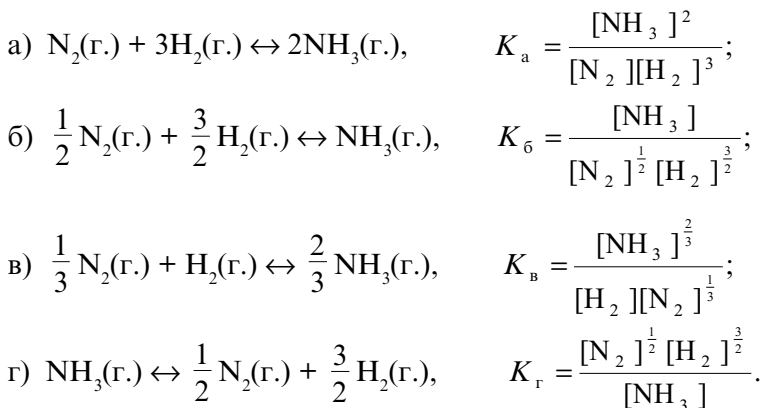 а) N₂(г.) + 3H₂(г.) ↔ 2NH₃(г.), K_а = [NH₃]² / ([N₂][H₂]³);
б) 1/2 N₂(г.) + 3/2 H₂(г.) ↔ NH₃(г.), K_б = [NH₃] / ([N₂]^(1/2) [H₂]^(3/2));
в) 1/3 N₂(г.) + H₂(г.) ↔ 2/3 NH₃(г.), K_в = [NH₃]^(2/3) / ([H₂][N₂]^(1/3));
г) NH₃(г.) ↔ 1/2 N₂(г.) + 3/2 H₂(г.), K_г = [N₂]^(1/2) [H₂]^(3/2) / [NH₃].